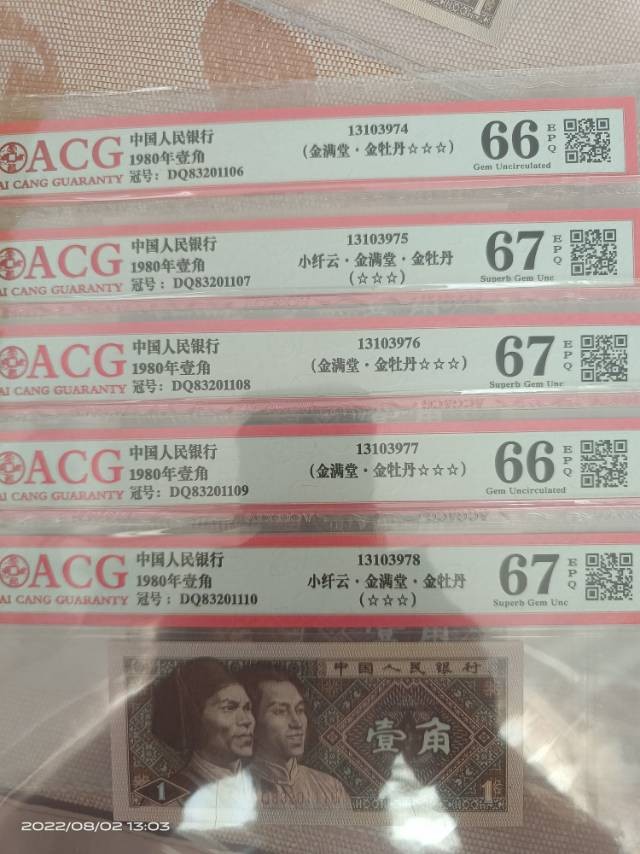 ACG
AI CANG GUARANTY
中国人民银行
1980年壹角
冠号：DQ83201106
13103974
(金满堂·金牡丹☆☆☆)
66
EPQ
Gem Uncirculated
ACG
AI CANG GUARANTY
中国人民银行
1980年壹角
冠号：DQ83201107
13103975
小纤云·金满堂·金牡丹
(☆☆☆)
67
EPQ
Superb Gem Unc
ACG
AI CANG GUARANTY
中国人民银行
1980年壹角
冠号：DQ83201108
13103976
(金满堂·金牡丹☆☆☆)
67
EPQ
Superb Gem Unc
ACG
AI CANG GUARANTY
中国人民银行
1980年壹角
冠号：DQ83201109
13103977
(金满堂·金牡丹☆☆☆)
66
EPQ
Gem Uncirculated
ACG
AI CANG GUARANTY
中国人民银行
1980年壹角
冠号：DQ83201110
13103978
小纤云·金满堂·金牡丹
(☆☆☆)
67
EPQ
Superb Gem Unc
中国人民银行
壹角
1
1
2022/08/02 13:03